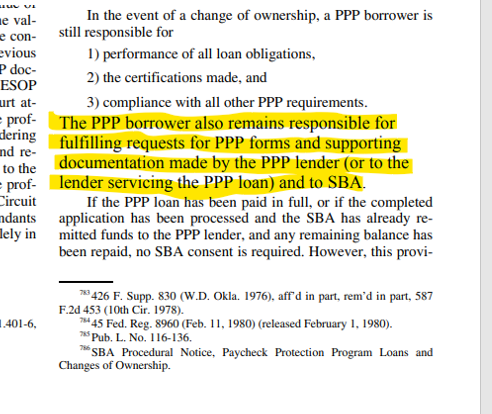 e val-
e con-
evious
P doc-
ESOP
urt at-
e prof-
dering
nd re-
to the
e prof-
Circuit
ndants
lely in
1.401-6,
In the event of a change of ownership, a PPP borrower is
still responsible for
1) performance of all loan obligations,
2) the certifications made, and
3) compliance with all other PPP requirements.
The PPP borrower also remains responsible for
fulfilling requests for PPP forms and supporting
documentation made by the PPP lender (or to the
lender servicing the PPP loan) and to SBA.
If the PPP loan has been paid in full, or if the completed
application has been processed and the SBA has already re-
mitted funds to the PPP lender, and any remaining balance has
been repaid, no SBA consent is required. However, this provi-
783 426 F. Supp. 830 (W.D. Okla. 1976), aff'd in part, rem'd in part, 587
F.2d 453 (10th Cir. 1978).
784 45 Fed. Reg. 8960 (Feb. 11, 1980) (released February 1, 1980).
785 Pub. L. No. 116-136.
786 SBA Procedural Notice, Paycheck Protection Program Loans and
Changes of Ownership.